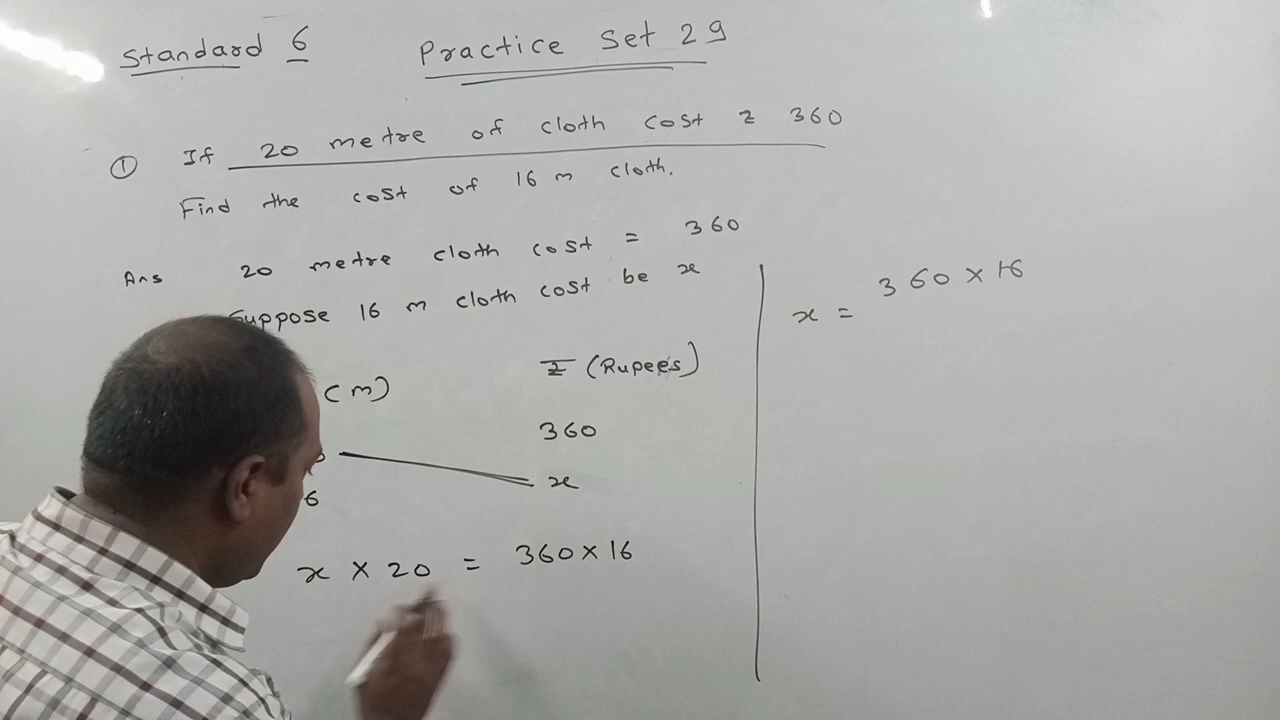 Standard 6 Practice Set 29
① If 20 metre of cloth cost ₹ 360
Find the cost of 16 m cloth.
Ans 20 metre cloth cost = 360
Suppose 16 m cloth cost be x
(m) ₹ (Rupees)
360
x
6
x × 20 = 360 × 16
x = 360 × 16